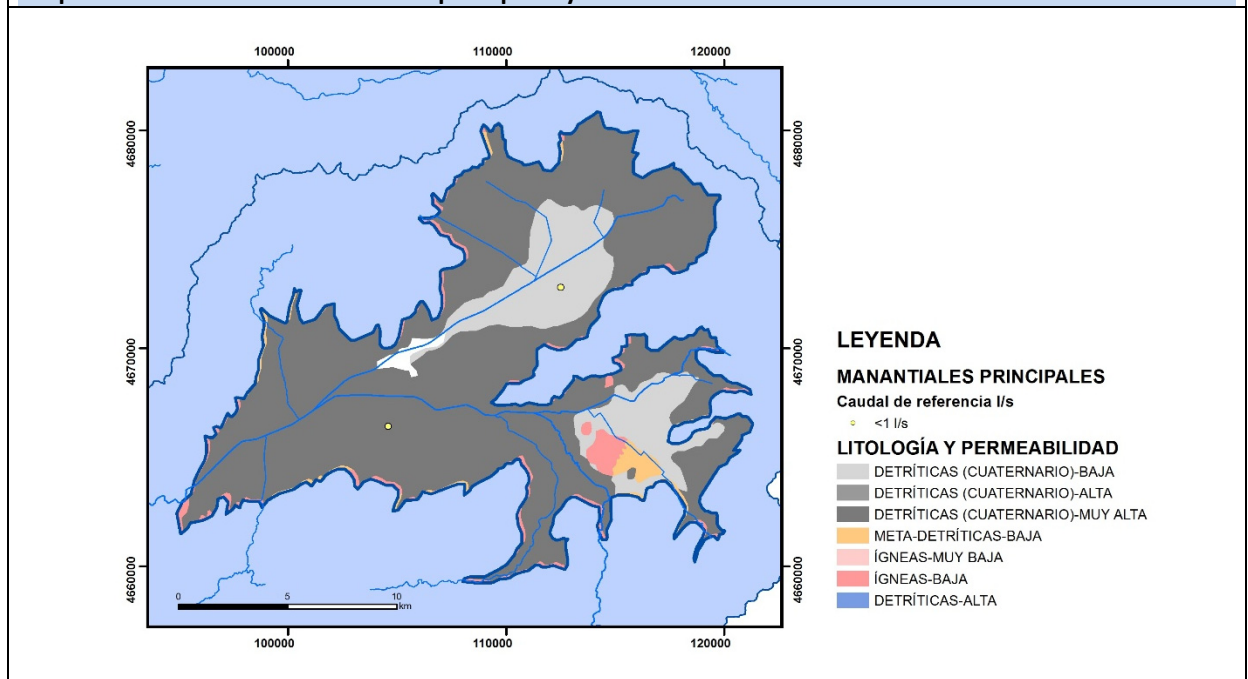 100000 110000 120000
4680000 4680000
4670000 4670000
4660000 4660000
0 5 10
km
100000 110000 120000
LEYENDA
MANANTIALES PRINCIPALES
Caudal de referencia l/s
<1 l/s
LITOLOGÍA Y PERMEABILIDAD
DETRÍTICAS (CUATERNARIO)-BAJA
DETRÍTICAS (CUATERNARIO)-ALTA
DETRÍTICAS (CUATERNARIO)-MUY ALTA
META-DETRÍTICAS-BAJA
ÍGNEAS-MUY BAJA
ÍGNEAS-BAJA
DETRÍTICAS-ALTA